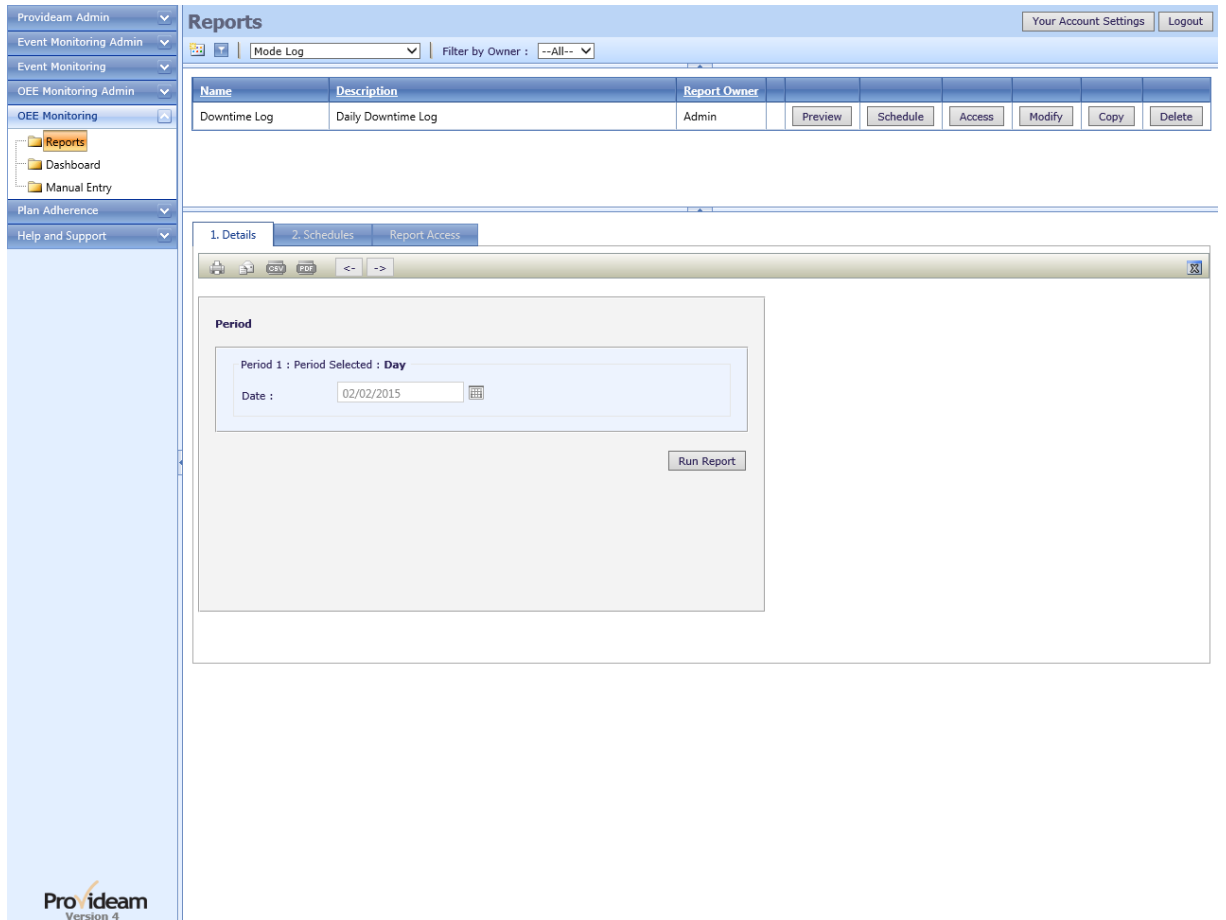 Provideam Admin
Event Monitoring Admin
Event Monitoring
OEE Monitoring Admin
OEE Monitoring
Reports
Dashboard
Manual Entry
Plan Adherence
Help and Support
Provideam
Version 4
Reports
Your Account Settings Logout
Mode Log Filter by Owner : --All--
Name Description Report Owner
Downtime Log Daily Downtime Log Admin Preview Schedule Access Modify Copy Delete
1. Details 2. Schedules Report Access
CSV PDF <- ->
Period
Period 1 : Period Selected : Day
Date : 02/02/2015
Run Report